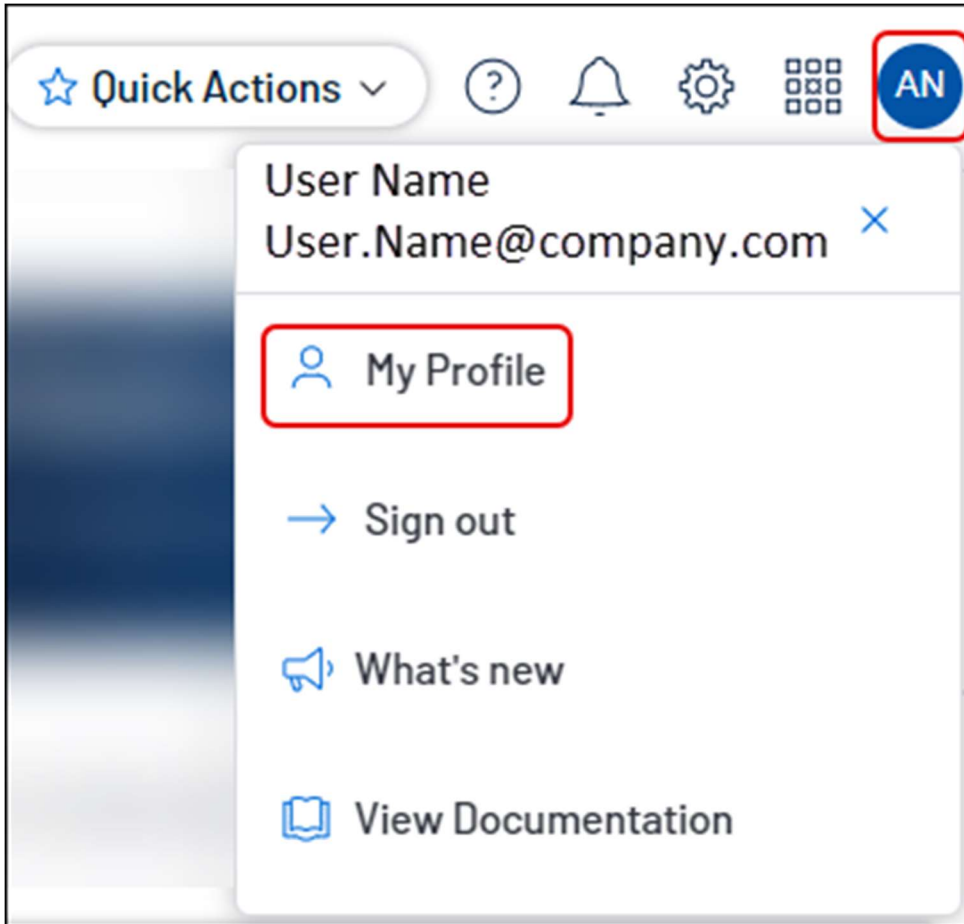 Quick Actions
?
AN
User Name
User.Name@company.com
My Profile
Sign out
What's new
View Documentation